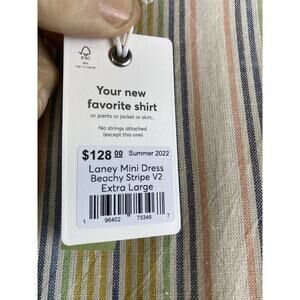 FSC
Your new
favorite shirt
or pants or jacket or skirt...
No strings attached
(except this one)
$128.00 Summer 2022
Laney Mini Dress
Beachy Stripe V2
Extra Large
1 96402 75346 7